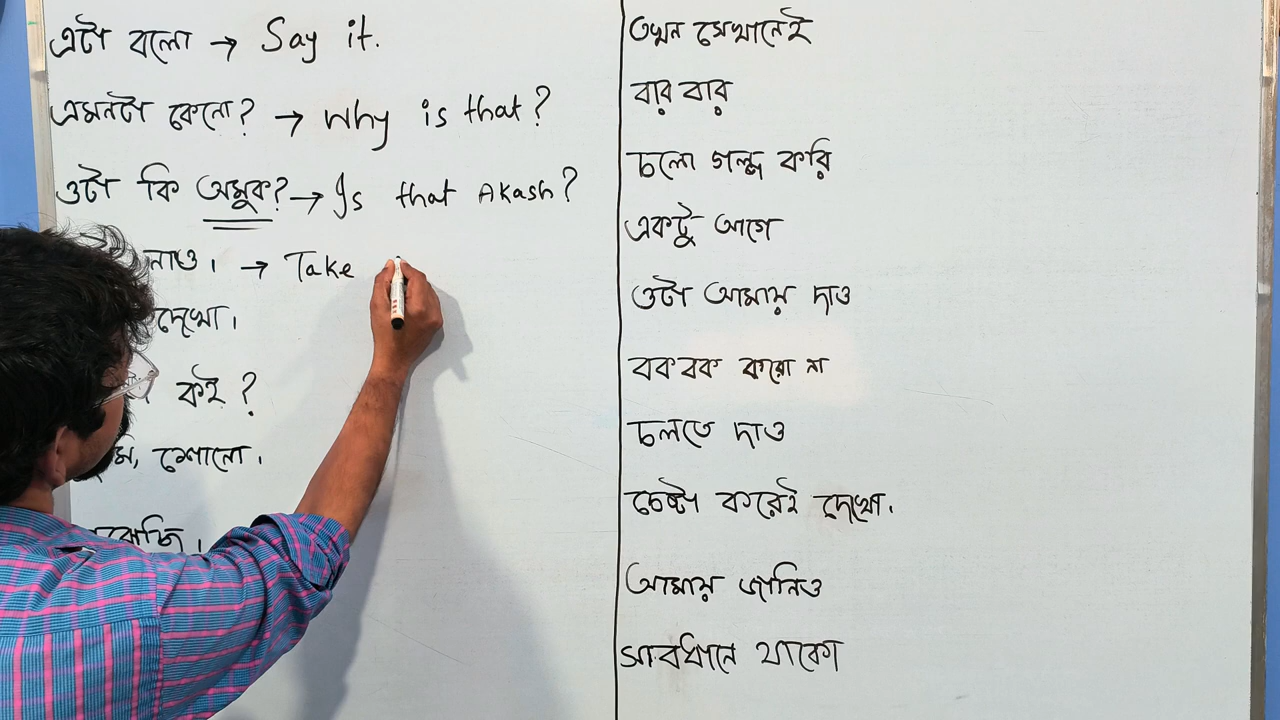 এটা বলো → Say it.
এমনটা কেনো? → Why is that?
ওটা কি অমুক? → Is that Akash?
নাও। → Take
দেখো।
কই?
শোনো।
তখন সেখানেই
বার বার
চলো গল্প করি
একটু আগে
ওটা আমায় দাও
বকবক করো না
চলতে দাও
চেষ্টা করেই দেখো.
আমায় জানিও
সাবধানে থাকো